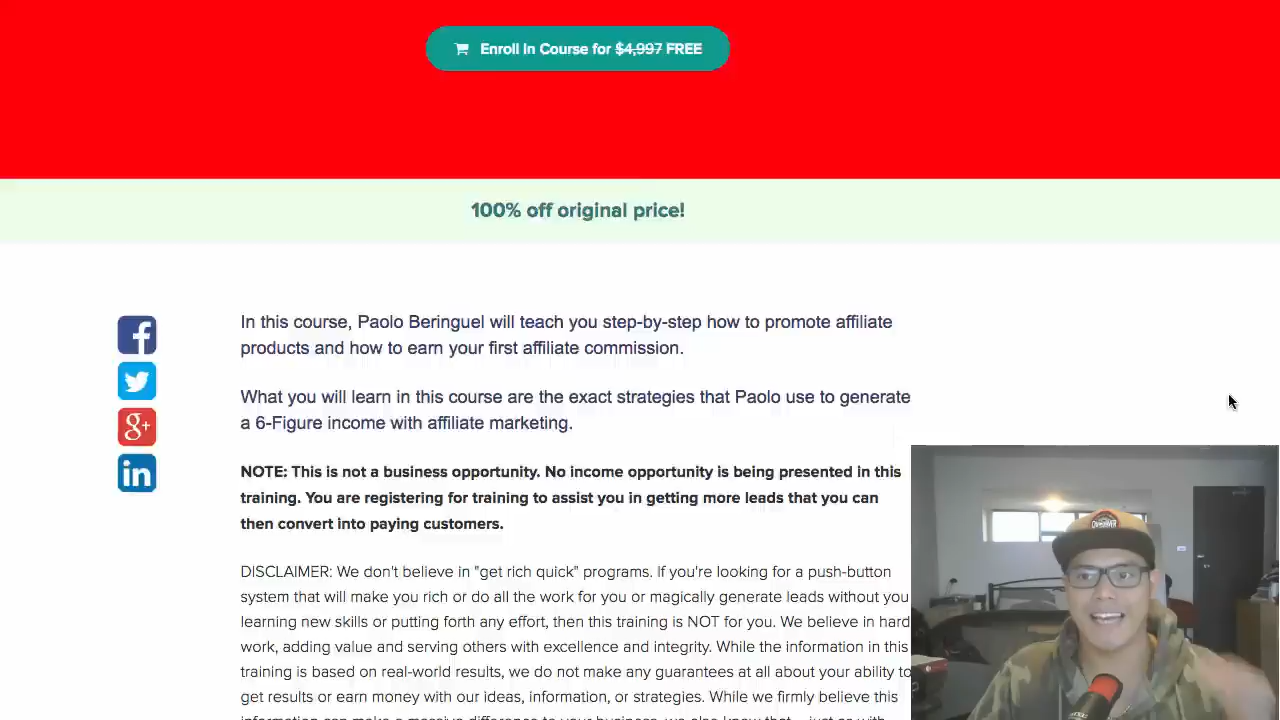 Enroll in Course for $4,997 FREE
100% off original price!
In this course, Paolo Beringuel will teach you step-by-step how to promote affiliate
products and how to earn your first affiliate commission.
What you will learn in this course are the exact strategies that Paolo use to generate
a 6-Figure income with affiliate marketing.
NOTE: This is not a business opportunity. No income opportunity is being presented in this
training. You are registering for training to assist you in getting more leads that you can
then convert into paying customers.
DISCLAIMER: We don't believe in "get rich quick" programs. If you're looking for a push-button
system that will make you rich or do all the work for you or magically generate leads without you
learning new skills or putting forth any effort, then this training is NOT for you. We believe in hard
work, adding value and serving others with excellence and integrity. While the information in this
training is based on real-world results, we do not make any guarantees at all about your ability to
get results or earn money with our ideas, information, or strategies. While we firmly believe this